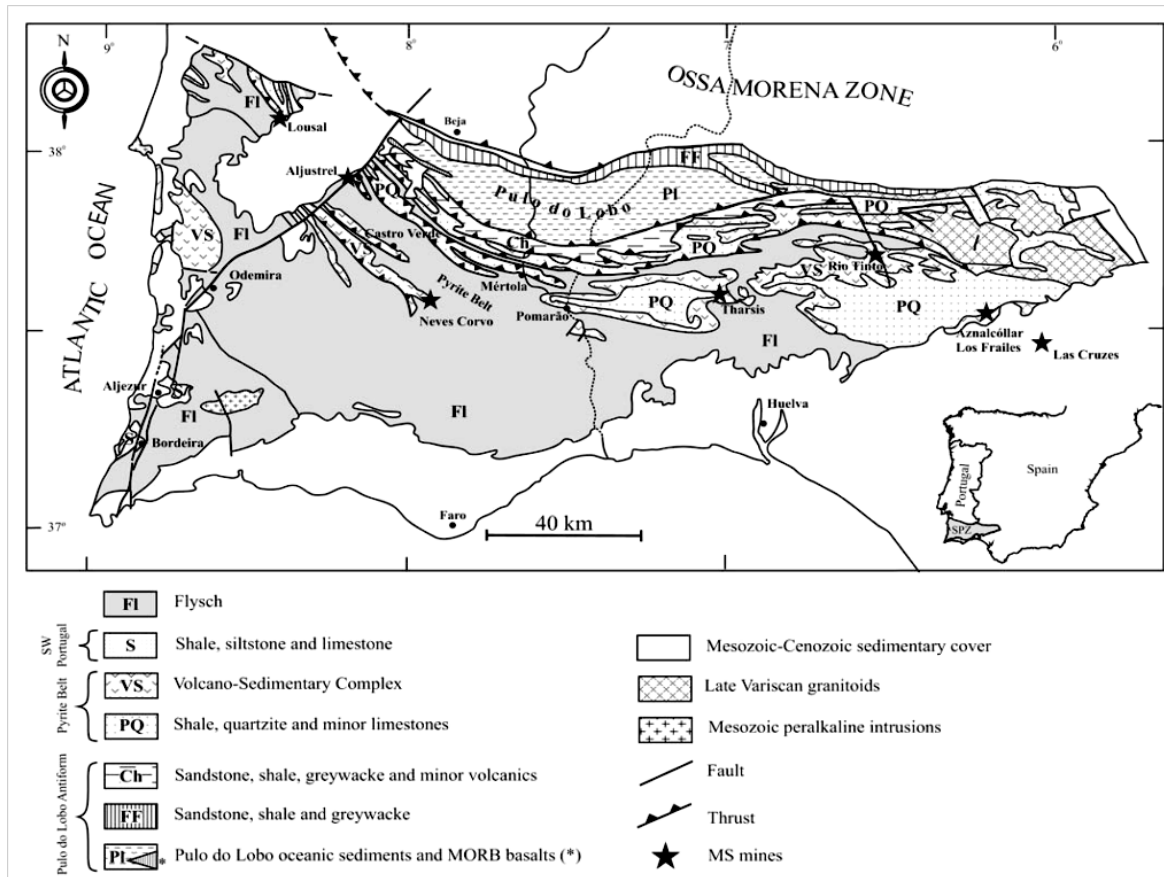 9°
8°
7
6°
N
OSSA MORENA ZONE
Fl
Lousal
Beja
38°
38
FF
Aljustrel
PQ
Pulo do Lobo
Pl
PQ
ATLANTIC OCEAN
VS
Fl
Castro Verde
Ch
PQ
VS
VS
Rio Tinto
Odemira
Pyrite Belt
Mértola
PQ
Tharsis
PQ
Neves Corvo
Pomarão
Fl
Aznalcóllar
Los Frailes
Las Cruzes
Aljezur
S
Fl
Fl
Huelva
S
Bordeira
Portugal
Spain
SPZ
37°
Faro
40 km
Fl Flysch
SW Portugal
S Shale, siltstone and limestone
Mesozoic-Cenozoic sedimentary cover
Pyrite Belt
VS Volcano-Sedimentary Complex
Late Variscan granitoids
PQ Shale, quartzite and minor limestones
Mesozoic peralkaline intrusions
Pulo do Lobo Antiform
Ch Sandstone, shale, greywacke and minor volcanics
Fault
FF Sandstone, shale and greywacke
Thrust
Pl * Pulo do Lobo oceanic sediments and MORB basalts (*)
MS mines